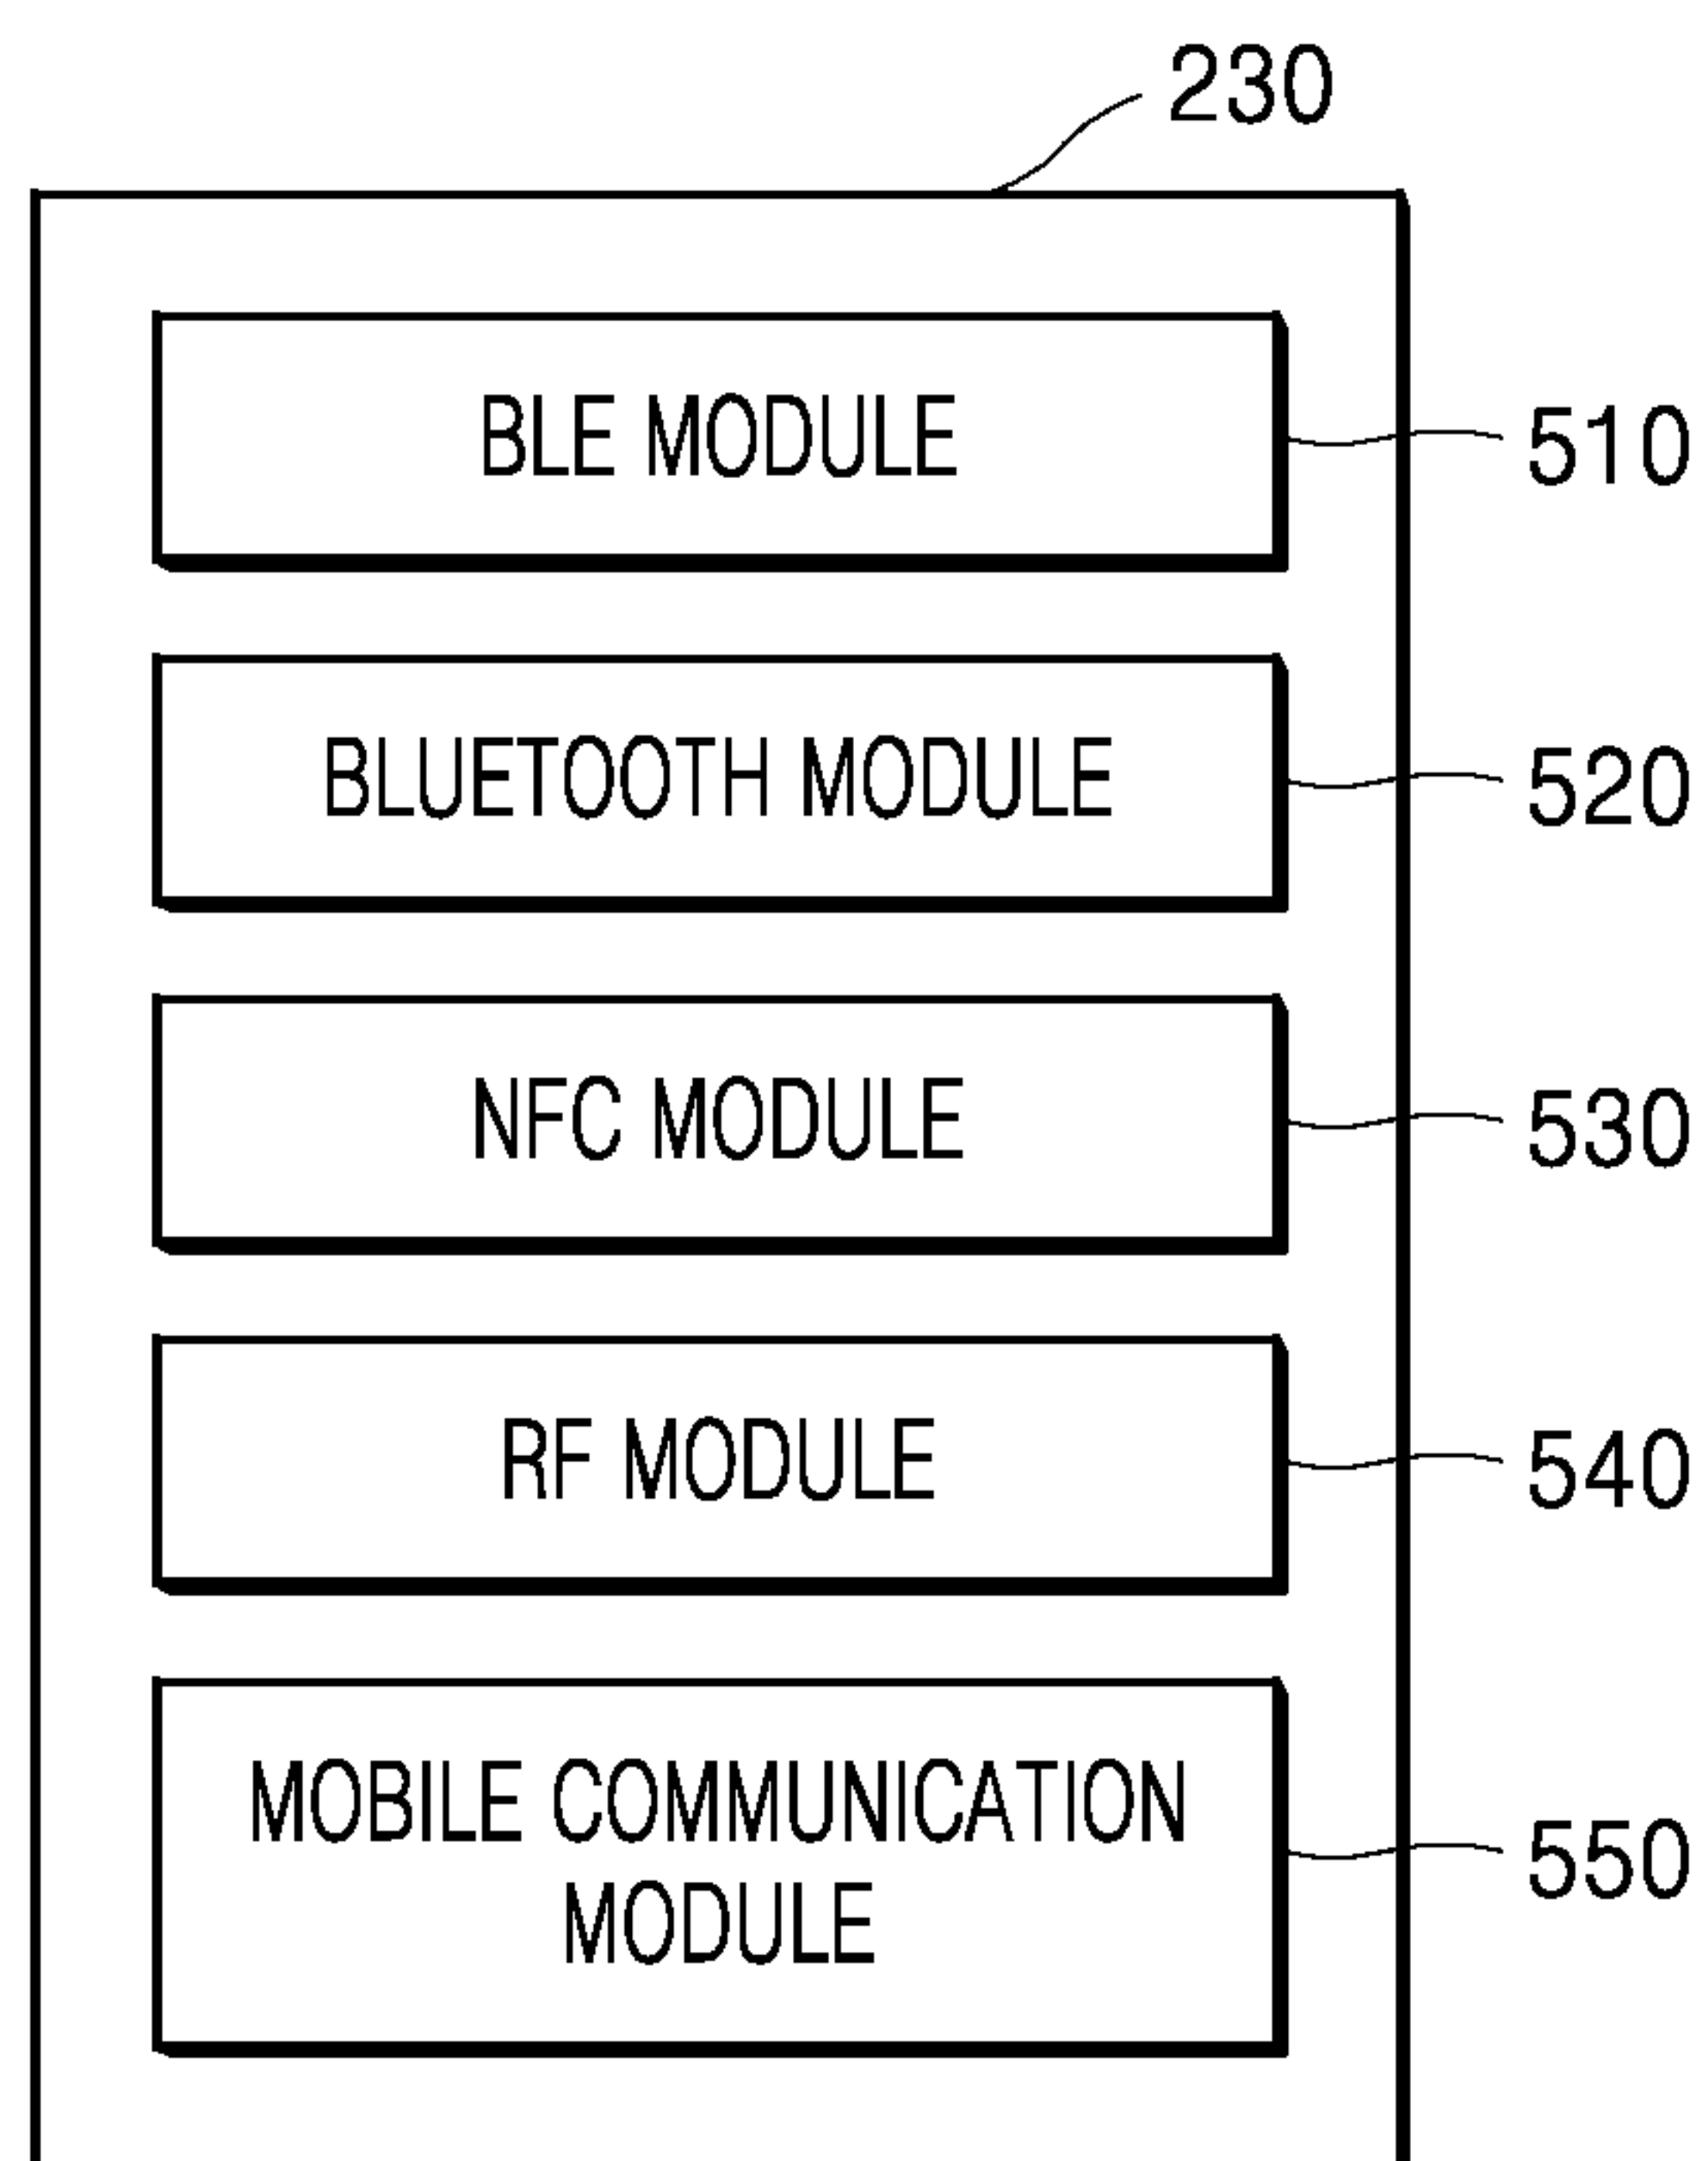 230
BLE MODULE
510
BLUETOOTH MODULE
520
NFC MODULE
530
RF MODULE
540
MOBILE COMMUNICATION
MODULE
550